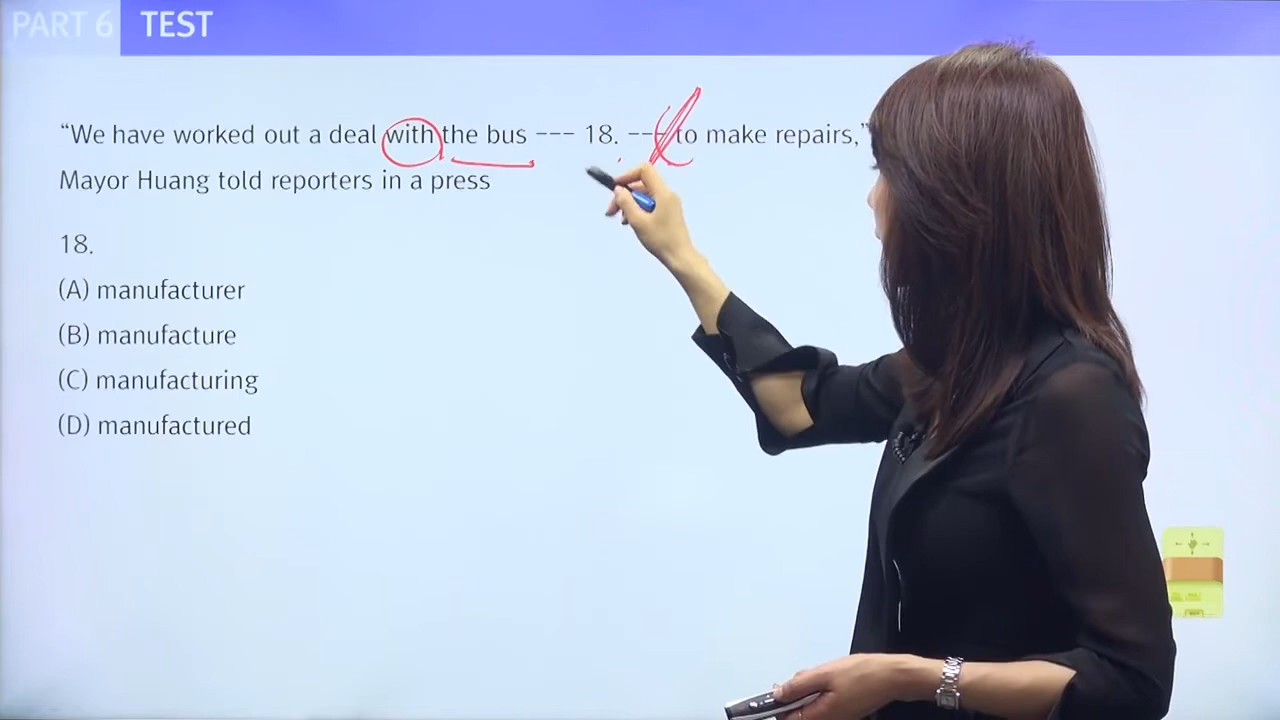 PART 6 TEST
“We have worked out a deal with the bus --- 18. --- to make repairs,”
Mayor Huang told reporters in a press
18.
(A) manufacturer
(B) manufacture
(C) manufacturing
(D) manufactured